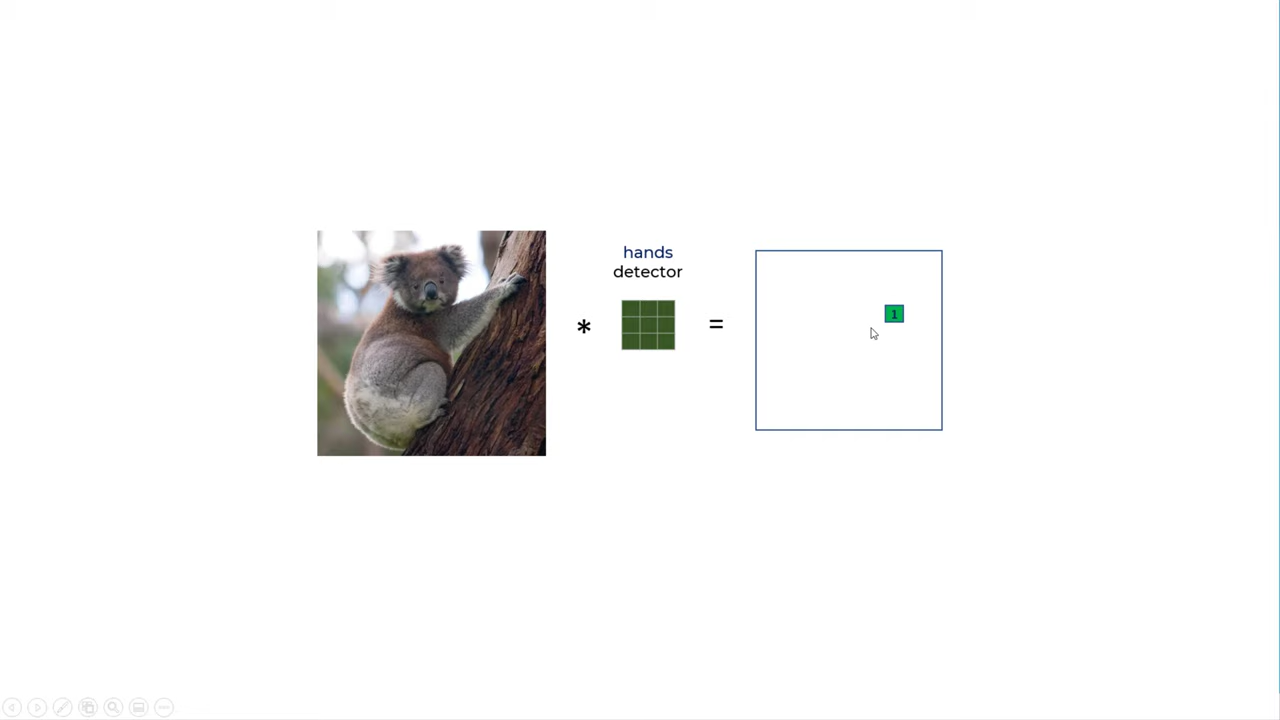 hands
detector
*
=
1